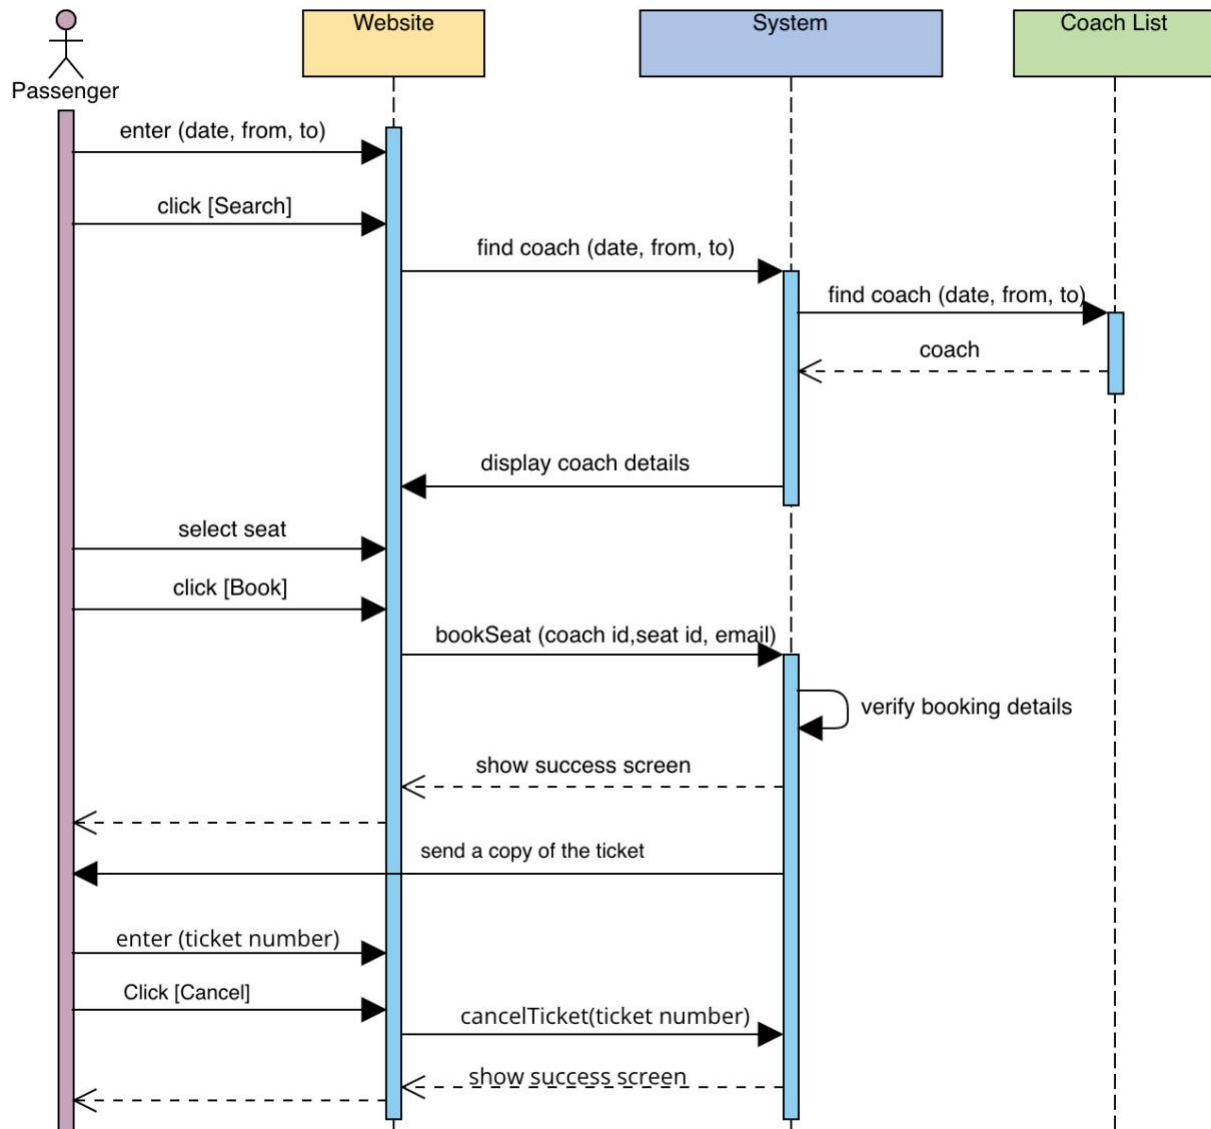 Website
System
Coach List
Passenger
enter (date, from, to)
click [Search]
find coach (date, from, to)
find coach (date, from, to)
coach
display coach details
select seat
click [Book]
bookSeat (coach id,seat id, email)
verify booking details
show success screen
send a copy of the ticket
enter (ticket number)
Click [Cancel]
cancelTicket(ticket number)
show success screen